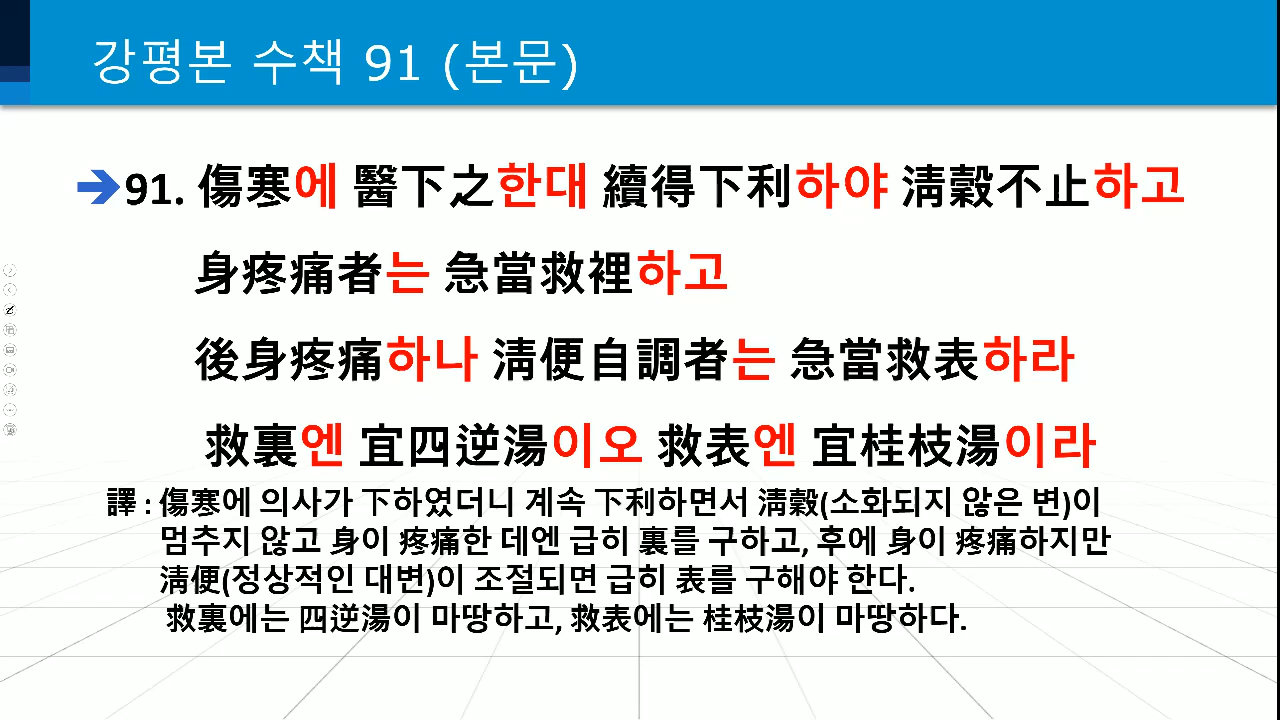 강평본 수책 91 (본문)
91. 傷寒에 醫下之한대 續得下利하야 淸穀不止하고
身疼痛者는 急當救裡하고
後身疼痛하나 淸便自調者는 急當救表하라
救裏엔 宜四逆湯이오 救表엔 宜桂枝湯이라
譯 : 傷寒에 의사가 下하였더니 계속 下利하면서 淸穀(소화되지 않은 변)이
멈추지 않고 身이 疼痛한 데엔 급히 裏를 구하고, 후에 身이 疼痛하지만
淸便(정상적인 대변)이 조절되면 급히 表를 구해야 한다.
救裏에는 四逆湯이 마땅하고, 救表에는 桂枝湯이 마땅하다.